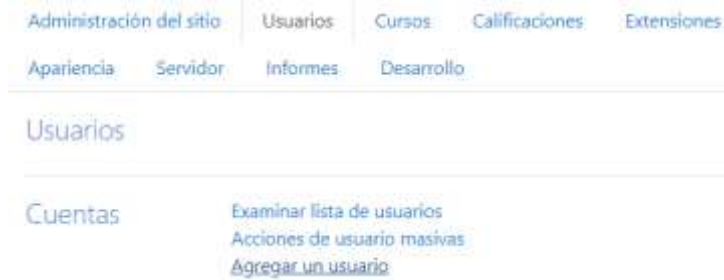 Administración del sitio Usuarios Cursos Calificaciones Extensiones
Apariencia Servidor Informes Desarrollo
Usuarios
Cuentas Examinar lista de usuarios
Acciones de usuario masivas
Agregar un usuario